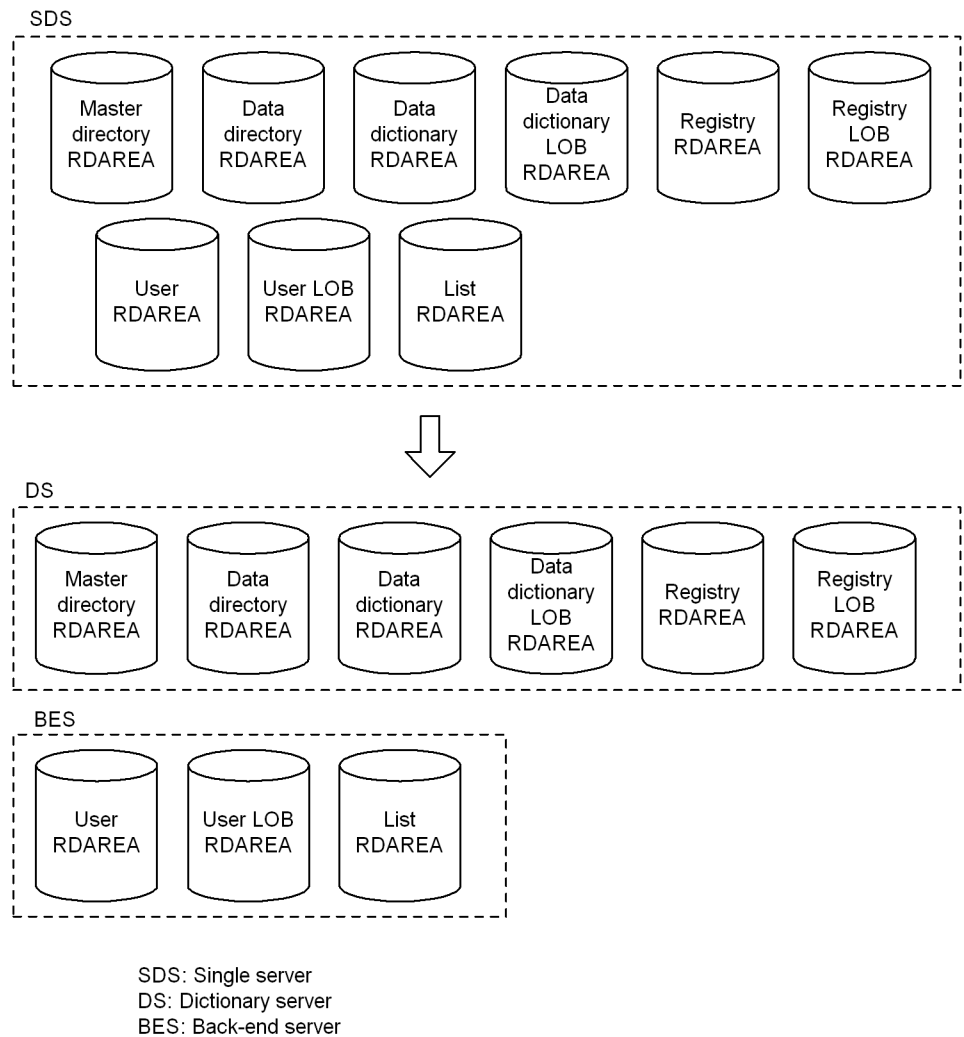 SDS
Master
directory
RDAREA
Data
directory
RDAREA
Data
dictionary
RDAREA
Data
dictionary
LOB
RDAREA
Registry
RDAREA
Registry
LOB
RDAREA
User
RDAREA
User LOB
RDAREA
List
RDAREA
DS
Master
directory
RDAREA
Data
directory
RDAREA
Data
dictionary
RDAREA
Data
dictionary
LOB
RDAREA
Registry
RDAREA
Registry
LOB
RDAREA
BES
User
RDAREA
User LOB
RDAREA
List
RDAREA
SDS: Single server
DS: Dictionary server
BES: Back-end server